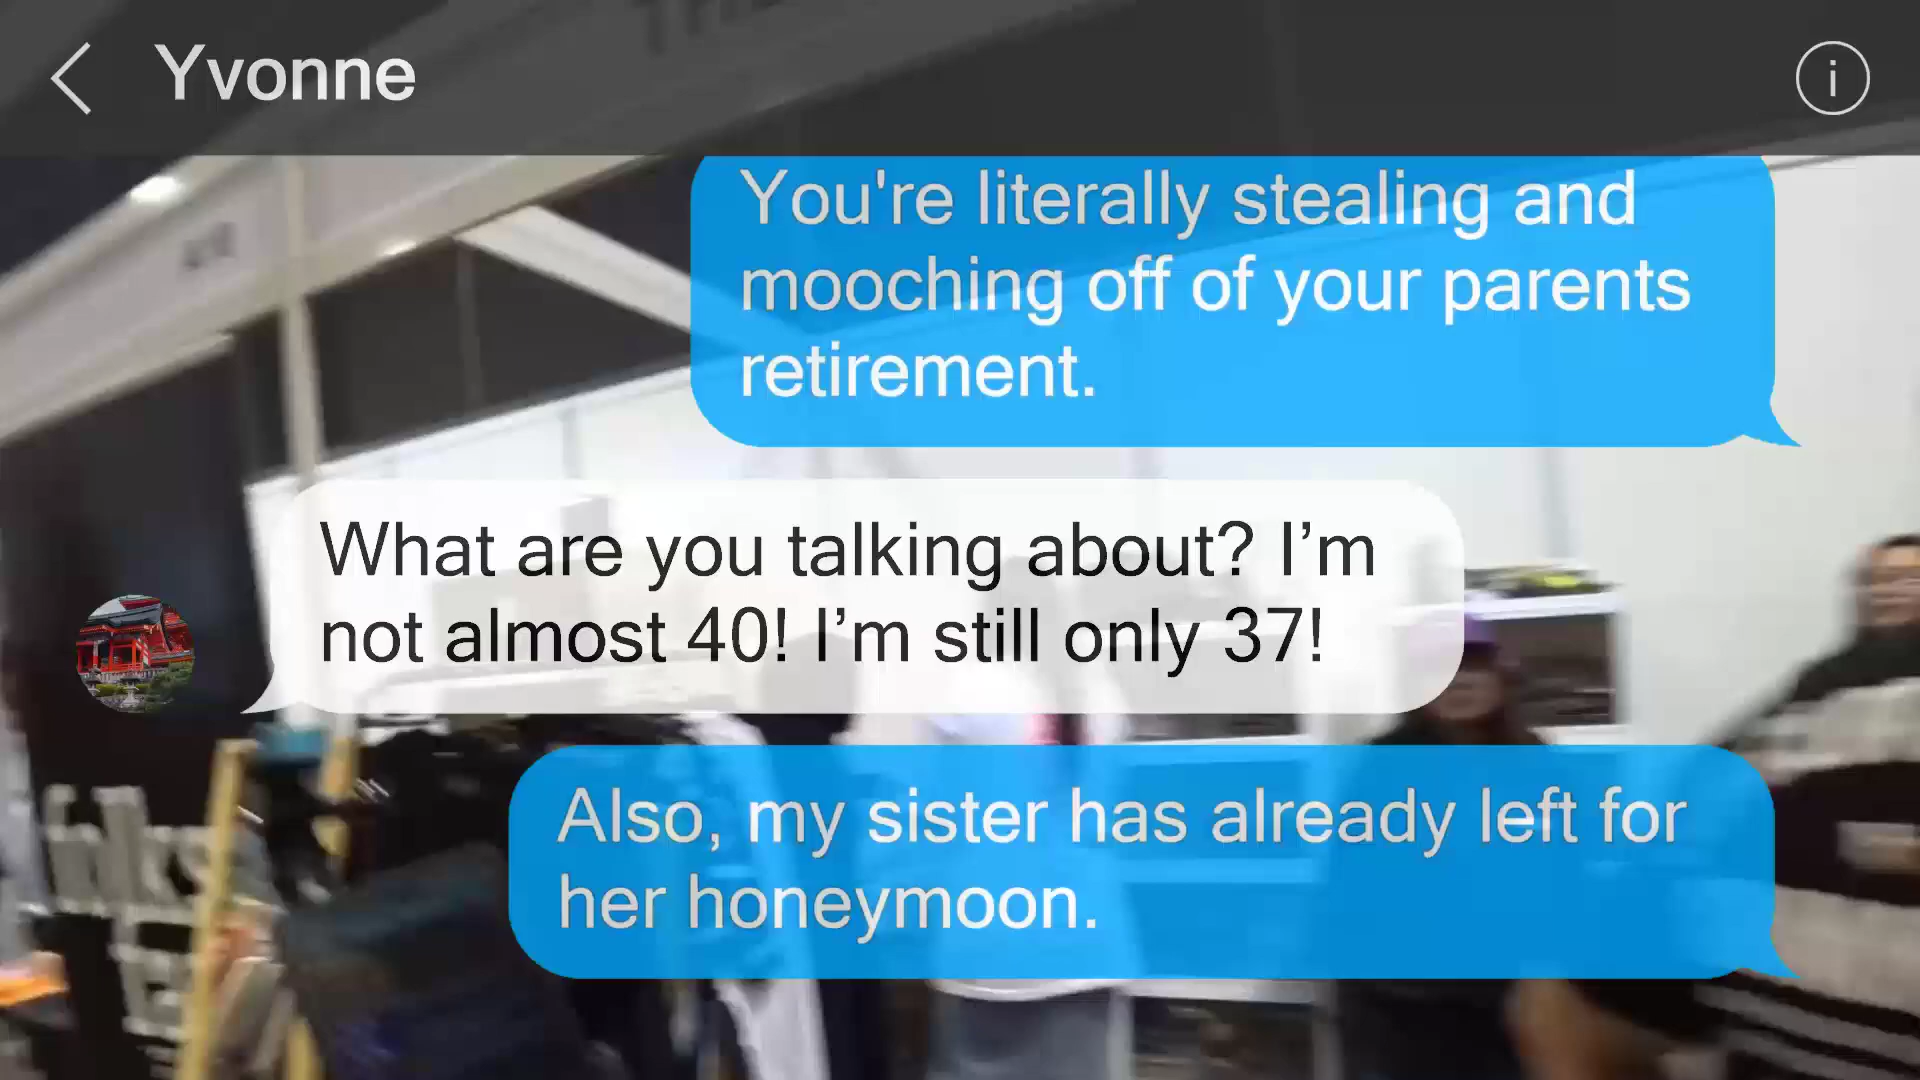 Yvonne
You're literally stealing and
mooching off of your parents
retirement.
What are you talking about? I’m
not almost 40! I’m still only 37!
Also, my sister has already left for
her honeymoon.